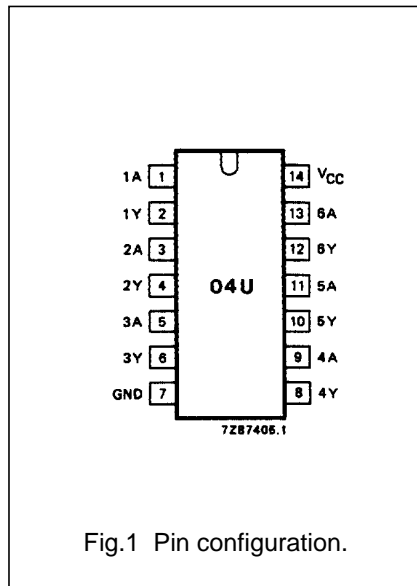 1A 1 14 VCC
1Y 2 13 6A
2A 3 12 6Y
2Y 4 04U 11 5A
3A 5 10 5Y
3Y 6 9 4A
GND 7 8 4Y
7Z87405.1
Fig.1 Pin configuration.